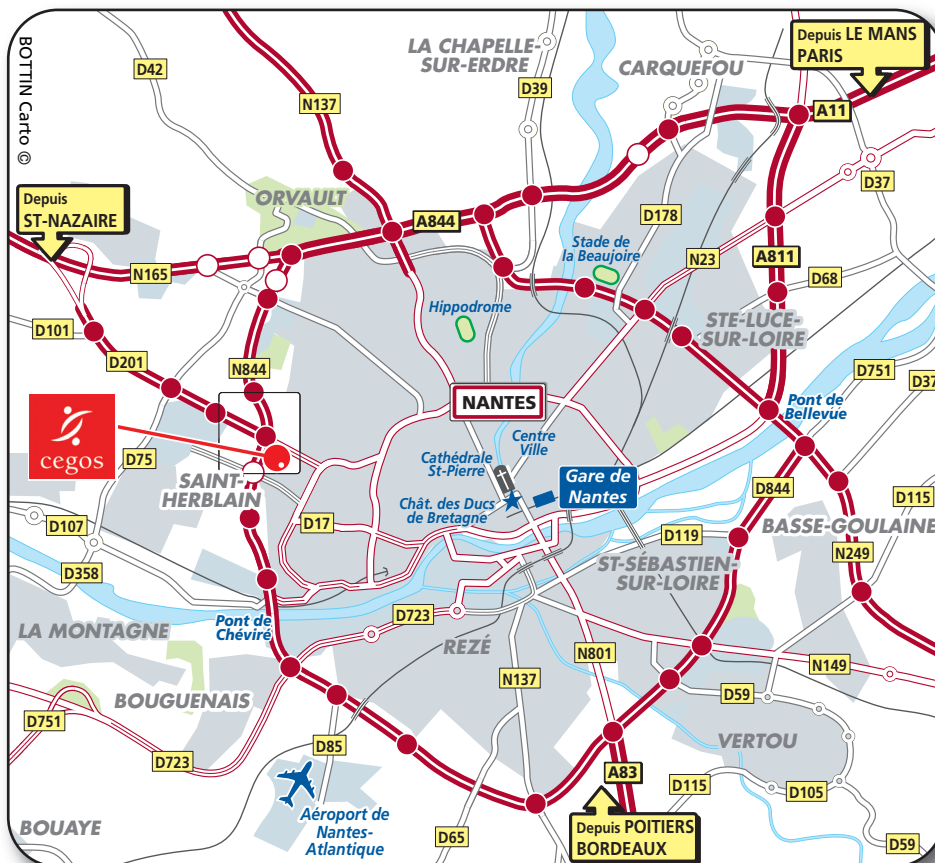 BOTTIN Carto ©
D42
LA CHAPELLE-
SUR-ERDRE
CARQUEFOU
Depuis LE MANS
PARIS
N137
D39
A11
D37
Depuis
ST-NAZAIRE
ORVAULT
A844
D178
Stade de
la Beaujoire
N23
A811
N165
D68
Hippodrome
STE-LUCE-
SUR-LOIRE
D101
D201
N844
D751
D37
NANTES
Pont de
Bellevue
cegos
Centre
Ville
Cathédrale
St-Pierre
D75
SAINT-
HERBLAIN
Gare de
Nantes
Chât. des Ducs
de Bretagne
D844
D115
D107
D17
D119
BASSE-GOULAINE
D358
ST-SÉBASTIEN-
SUR-LOIRE
N249
LA MONTAGNE
Pont de
Chéviré
D723
REZÉ
N801
N149
BOUGUENAIS
N137
D59
D751
D85
VERTOU
D723
A83
D115
D105
Aéroport de
Nantes-
Atlantique
BOUAYE
D65
Depuis POITIERS
BORDEAUX
D59